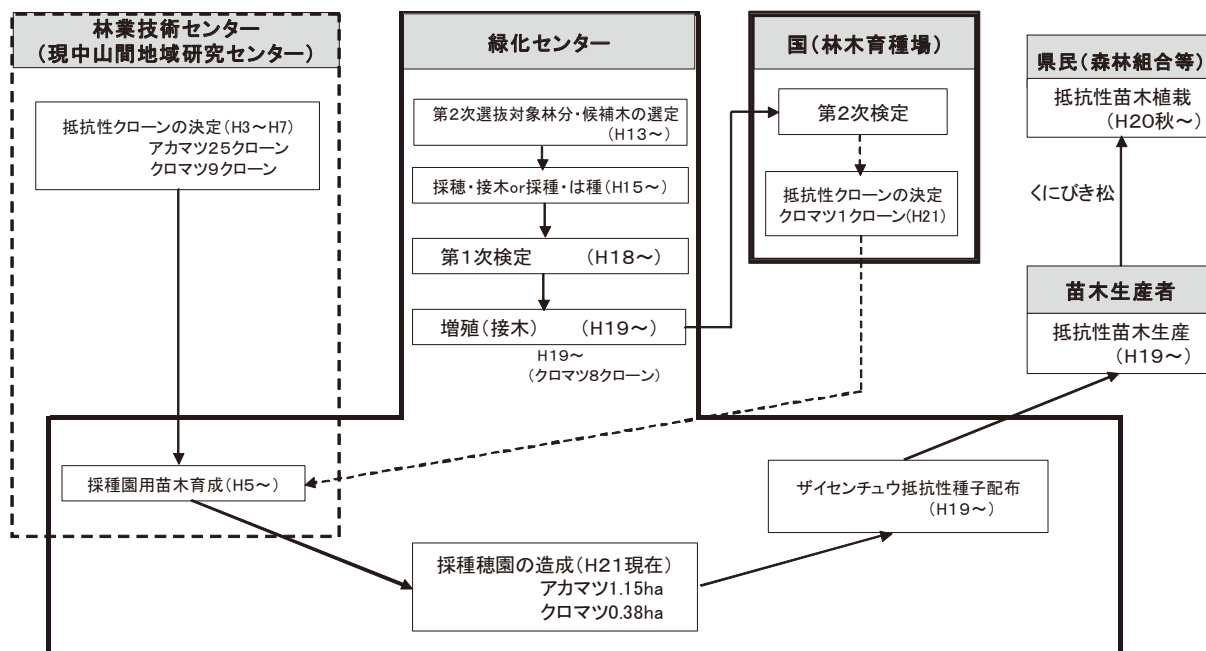 林業技術センター
（現中山間地域研究センター）
抵抗性クローンの決定（H3～H7）
アカマツ25クローン
クロマツ9クローン
緑化センター
第2次選抜対象林分・候補木の選定
（H13～）
採穂・接木or採種・は種（H15～）
第1次検定 （H18～）
増殖（接木） （H19～）
H19～
（クロマツ8クローン）
国（林木育種場）
第2次検定
抵抗性クローンの決定
クロマツ1クローン（H21）
県民（森林組合等）
抵抗性苗木植栽
（H20秋～）
くにびき松
苗木生産者
抵抗性苗木生産
（H19～）
採種園用苗木育成（H5～）
採種穂園の造成（H21現在）
アカマツ1.15ha
クロマツ0.38ha
ザイセンチュウ抵抗性種子配布
（H19～）